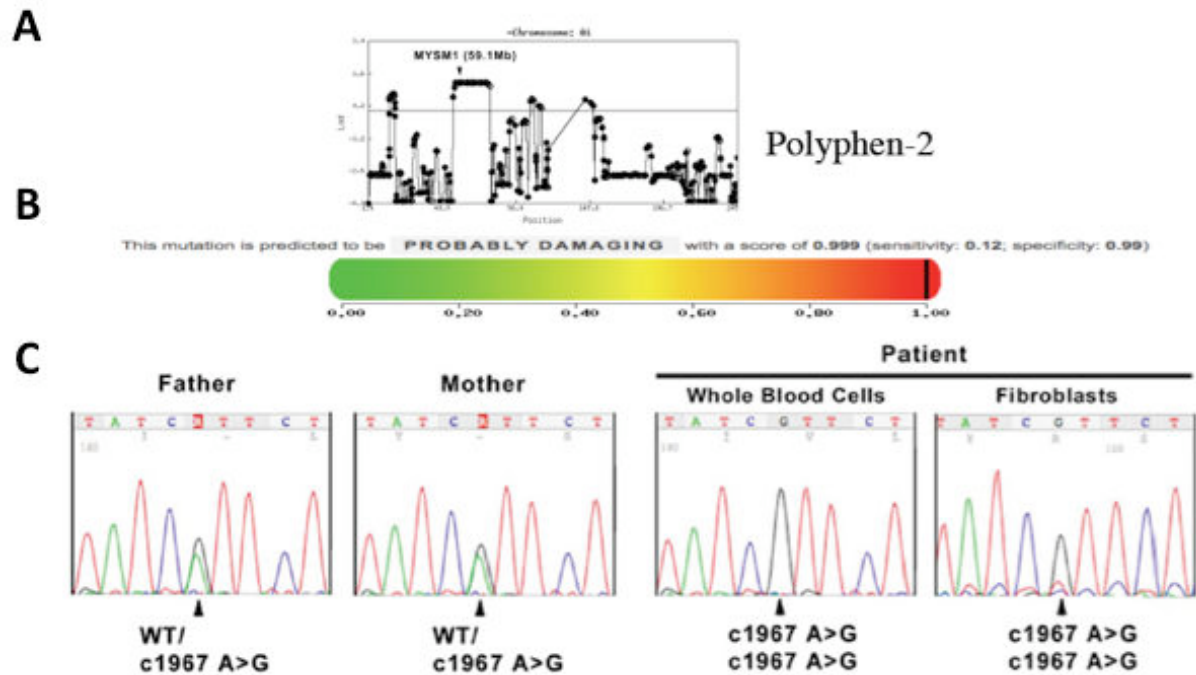 A
MYSM1 (59.1Mb)
Position
Polyphen-2
B
This mutation is predicted to be PROBABLY DAMAGING with a score of 0.999 (sensitivity: 0.12; specificity: 0.99)
0.00 0.20 0.40 0.60 0.80 1.00
C
Patient
Father Mother Whole Blood Cells Fibroblasts
T A T C T T C T
T A T C T T C T
T A T C G T T C T
T A T C G T T C T
WT/
c1967 A>G
WT/
c1967 A>G
c1967 A>G
c1967 A>G
c1967 A>G
c1967 A>G